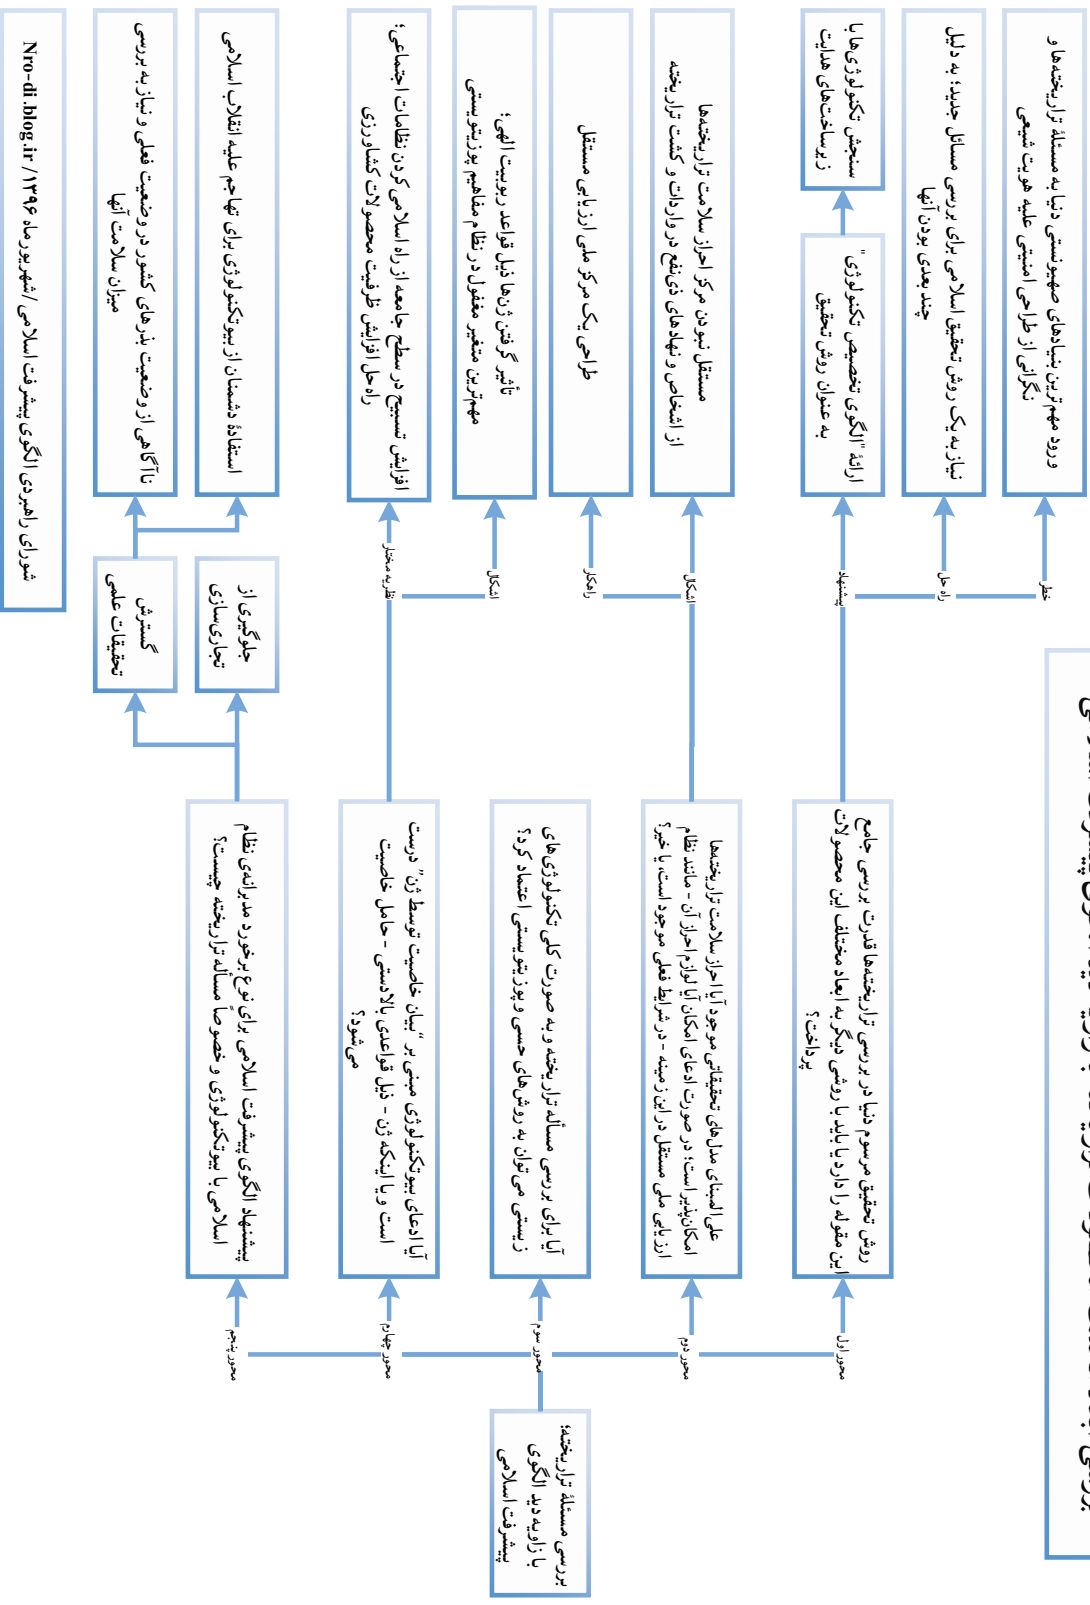 بررسی مسئلهٔ تراریخته؛
با زاویه دید الگوی
پیشرفت اسلامی
محور اول
محور دوم
محور سوم
محور چهارم
محور پنجم
روش تحقیق مرسوم دنیا در بررسی تراریخته‌ها قدرت بررسی جامع
این مقوله را دارد یا باید با روشی دیگر به ابعاد مختلف این محصولات
پرداخت؟
خطر
راه حل
پیشنهاد
ورود مهم‌ترین بنیادهای صهیونستی دنیا به مسئلهٔ تراریخته‌ها و
نگرانی از طراحی امنیتی علیه هویت شیعی
نیاز به یک روش تحقیق اسلامی برای بررسی مسائل جدید؛ به دلیل
چند بعدی بودن آنها
ارائهٔ "الگوی تخصیص تکنولوژی"
به عنوان روش تحقیق
سنجش تکنولوژی‌ها با
زیرساخت‌های هدایت
علی‌المبنای مدل‌های تحقیقاتی موجود آیا احراز سلامت تراریخته‌ها
امکان‌پذیر است؛ در صورت ادعای امکان آیا لوازم احراز آن - مانند نظام
ارزیابی ملی مستقل در این زمینه - در شرایط فعلی موجود است، یا خیر؟
اشکال
راهکار
مستقل نبودن مرکز احراز سلامت تراریخته‌ها
از اشخاص و نهادهای ذی‌نفع در واردات و کشت تراریخته
طراحی یک مرکز ملی ارزیابی مستقل
آیا برای بررسی مسأله تراریخته و به صورت کلی تکنولوژی‌های
زیستی می‌توان به روش‌های حسی و پوزیتویستی اعتماد کرد؟
آیا ادعای بیوتکنولوژی مبنی بر "بیان خاصیت توسط ژن" درست
است و یا اینکه ژن - ذیل قواعدی بالادستی - حامل خاصیت
می‌شود؟
اشکال
نظریه مختار
تأثیر گرفتن ژن‌ها ذیل قواعد ربوبیت الهی؛
مهم‌ترین متغیر مغفول در نظام مفاهیم پوزیتویستی
افزایش تسبیح در سطح جامعه از راه اسلامی کردن نظامات اجتماعی؛
راه‌حل افزایش ظرفیت محصولات کشاورزی
پیشنهاد الگوی پیشرفت اسلامی برای نوع برخورد مدبرانه‌ی نظام
اسلامی با بیوتکنولوژی و خصوصاً مسأله تراریخته چیست؟
جلوگیری از
تجاری‌سازی
گسترش
تحقیقات علمی
استفادهٔ دشمنان از بیوتکنولوژی برای تهاجم علیه انقلاب اسلامی
ناآگاهی از وضعیت بذرهای کشور در وضعیت فعلی و نیاز به بررسی
میزان سلامت آنها
شورای راهبردی الگوی پیشرفت اسلامی /شهریورماه ۱۳۹۶ / Nro-di.blog.ir